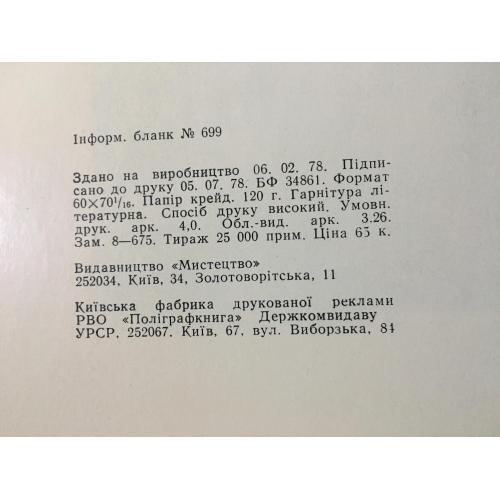 Інформ. бланк № 699
Здано на виробництво 06. 02. 78. Підпи-
сано до друку 05. 07. 78. БФ 34861. Формат
60×70¹/₁₆. Папір крейд. 120 г. Гарнітура лі-
тературна. Спосіб друку високий. Умовн.
друк. арк. 4,0. Обл.-вид. арк. 3.26.
Зам. 8—675. Тираж 25 000 прим. Ціна 65 к.
Видавництво «Мистецтво»
252034, Київ, 34, Золотоворітська, 11
Київська фабрика друкованої реклами
РВО «Поліграфкнига» Держкомвидаву
УРСР, 252067. Київ, 67, вул. Виборзька, 84